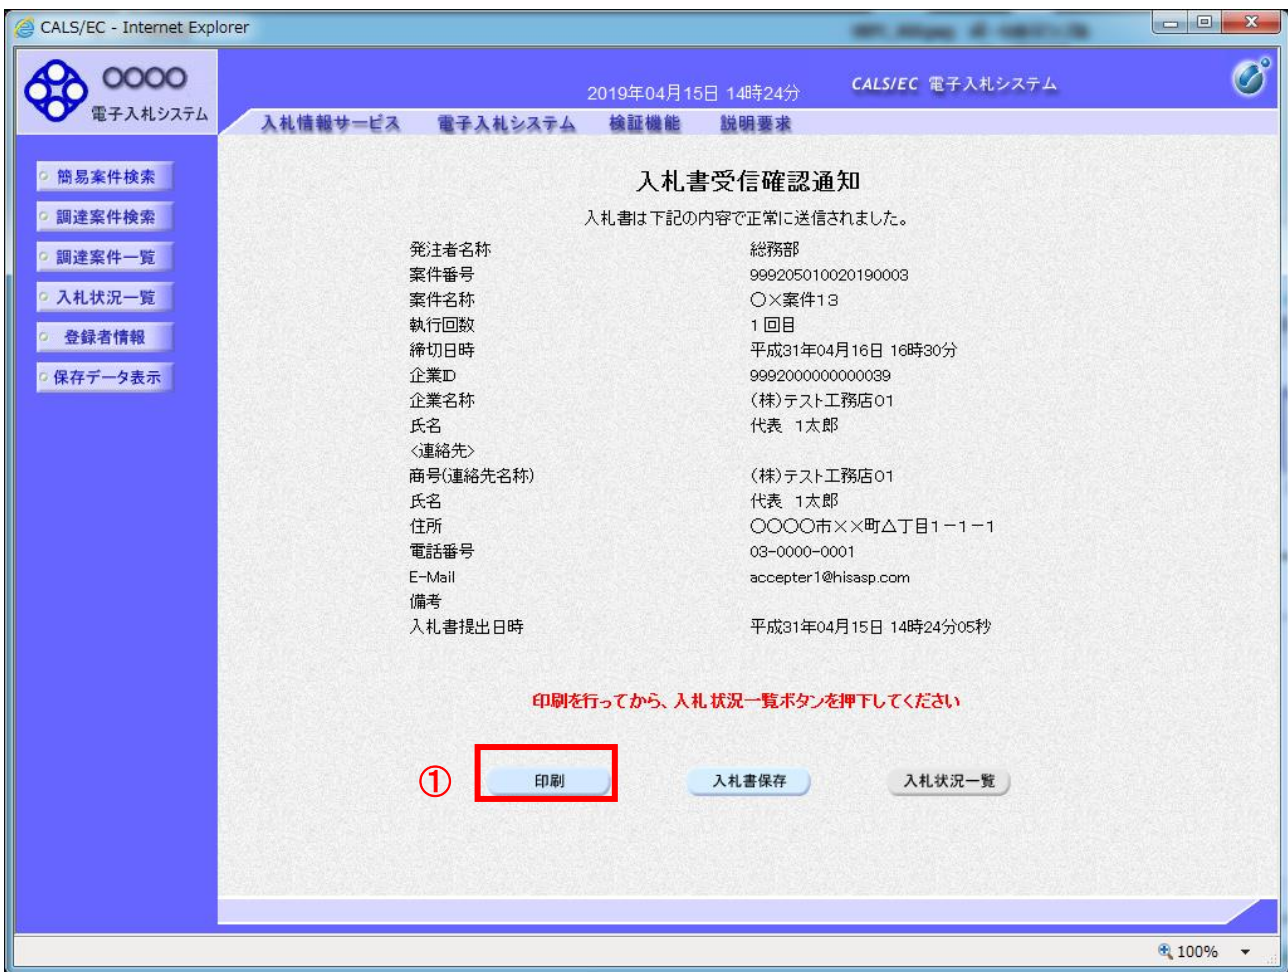 CALS/EC - Internet Explorer
○○○○
電子入札システム
2019年04月15日 14時24分
CALS/EC 電子入札システム
入札情報サービス 電子入札システム 検証機能 説明要求
簡易案件検索
調達案件検索
調達案件一覧
入札状況一覧
登録者情報
保存データ表示
入札書受信確認通知
入札書は下記の内容で正常に送信されました。
発注者名称 総務部
案件番号 999205010020190003
案件名称 ○×案件13
執行回数 1回目
締切日時 平成31年04月16日 16時30分
企業ID 9992000000000039
企業名称 (株)テスト工務店01
氏名 代表 1太郎
<連絡先>
商号(連絡先名称) (株)テスト工務店01
氏名 代表 1太郎
住所 ○○○○市××町△丁目1-1-1
電話番号 03-0000-0001
E-Mail accepter1@hisasp.com
備考
入札書提出日時 平成31年04月15日 14時24分05秒
印刷を行ってから、入札状況一覧ボタンを押下してください
① 印刷 入札書保存 入札状況一覧
100%